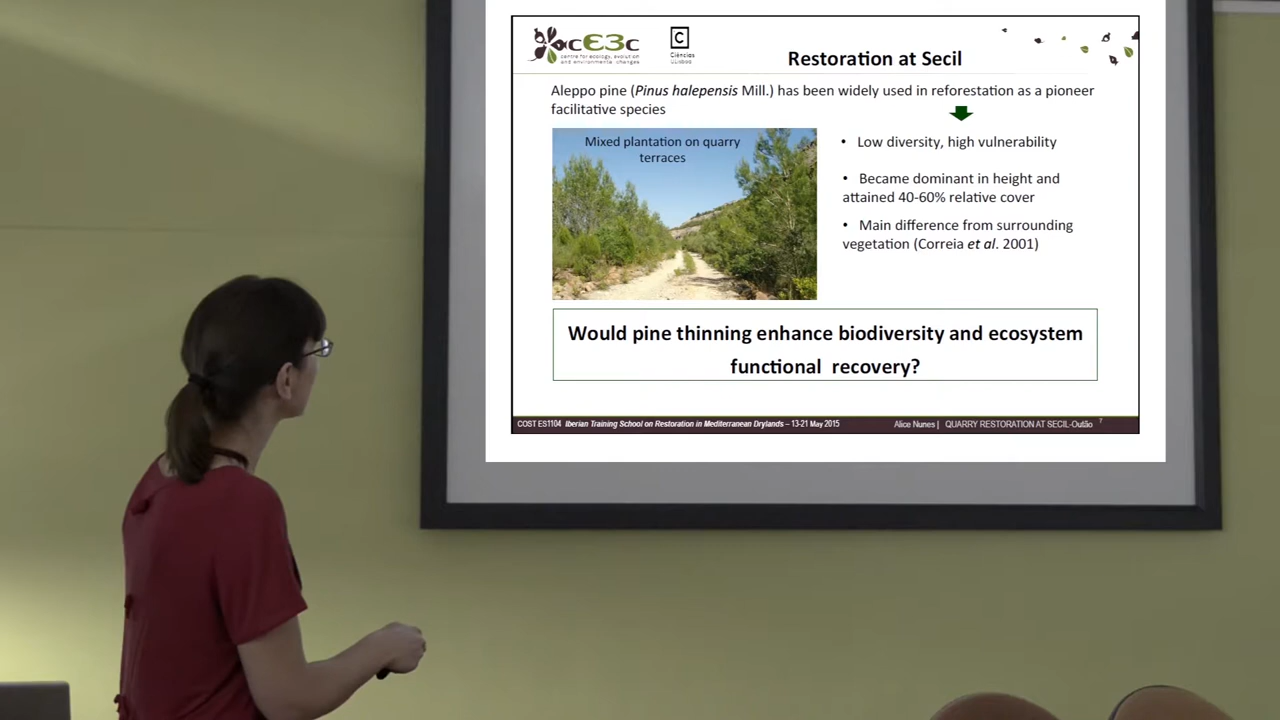 cE3c
centre for ecology, evolution
and environmental changes
C
Ciências
ULisboa
Restoration at Secil
Aleppo pine (Pinus halepensis Mill.) has been widely used in reforestation as a pioneer
facilitative species
Mixed plantation on quarry
terraces
• Low diversity, high vulnerability
• Became dominant in height and
attained 40-60% relative cover
• Main difference from surrounding
vegetation (Correia et al. 2001)
Would pine thinning enhance biodiversity and ecosystem
functional recovery?
COST ES1104 Iberian Training School on Restoration in Mediterranean Drylands – 13-21 May 2015
Alice Nunes | QUARRY RESTORATION AT SECIL-Outão 7